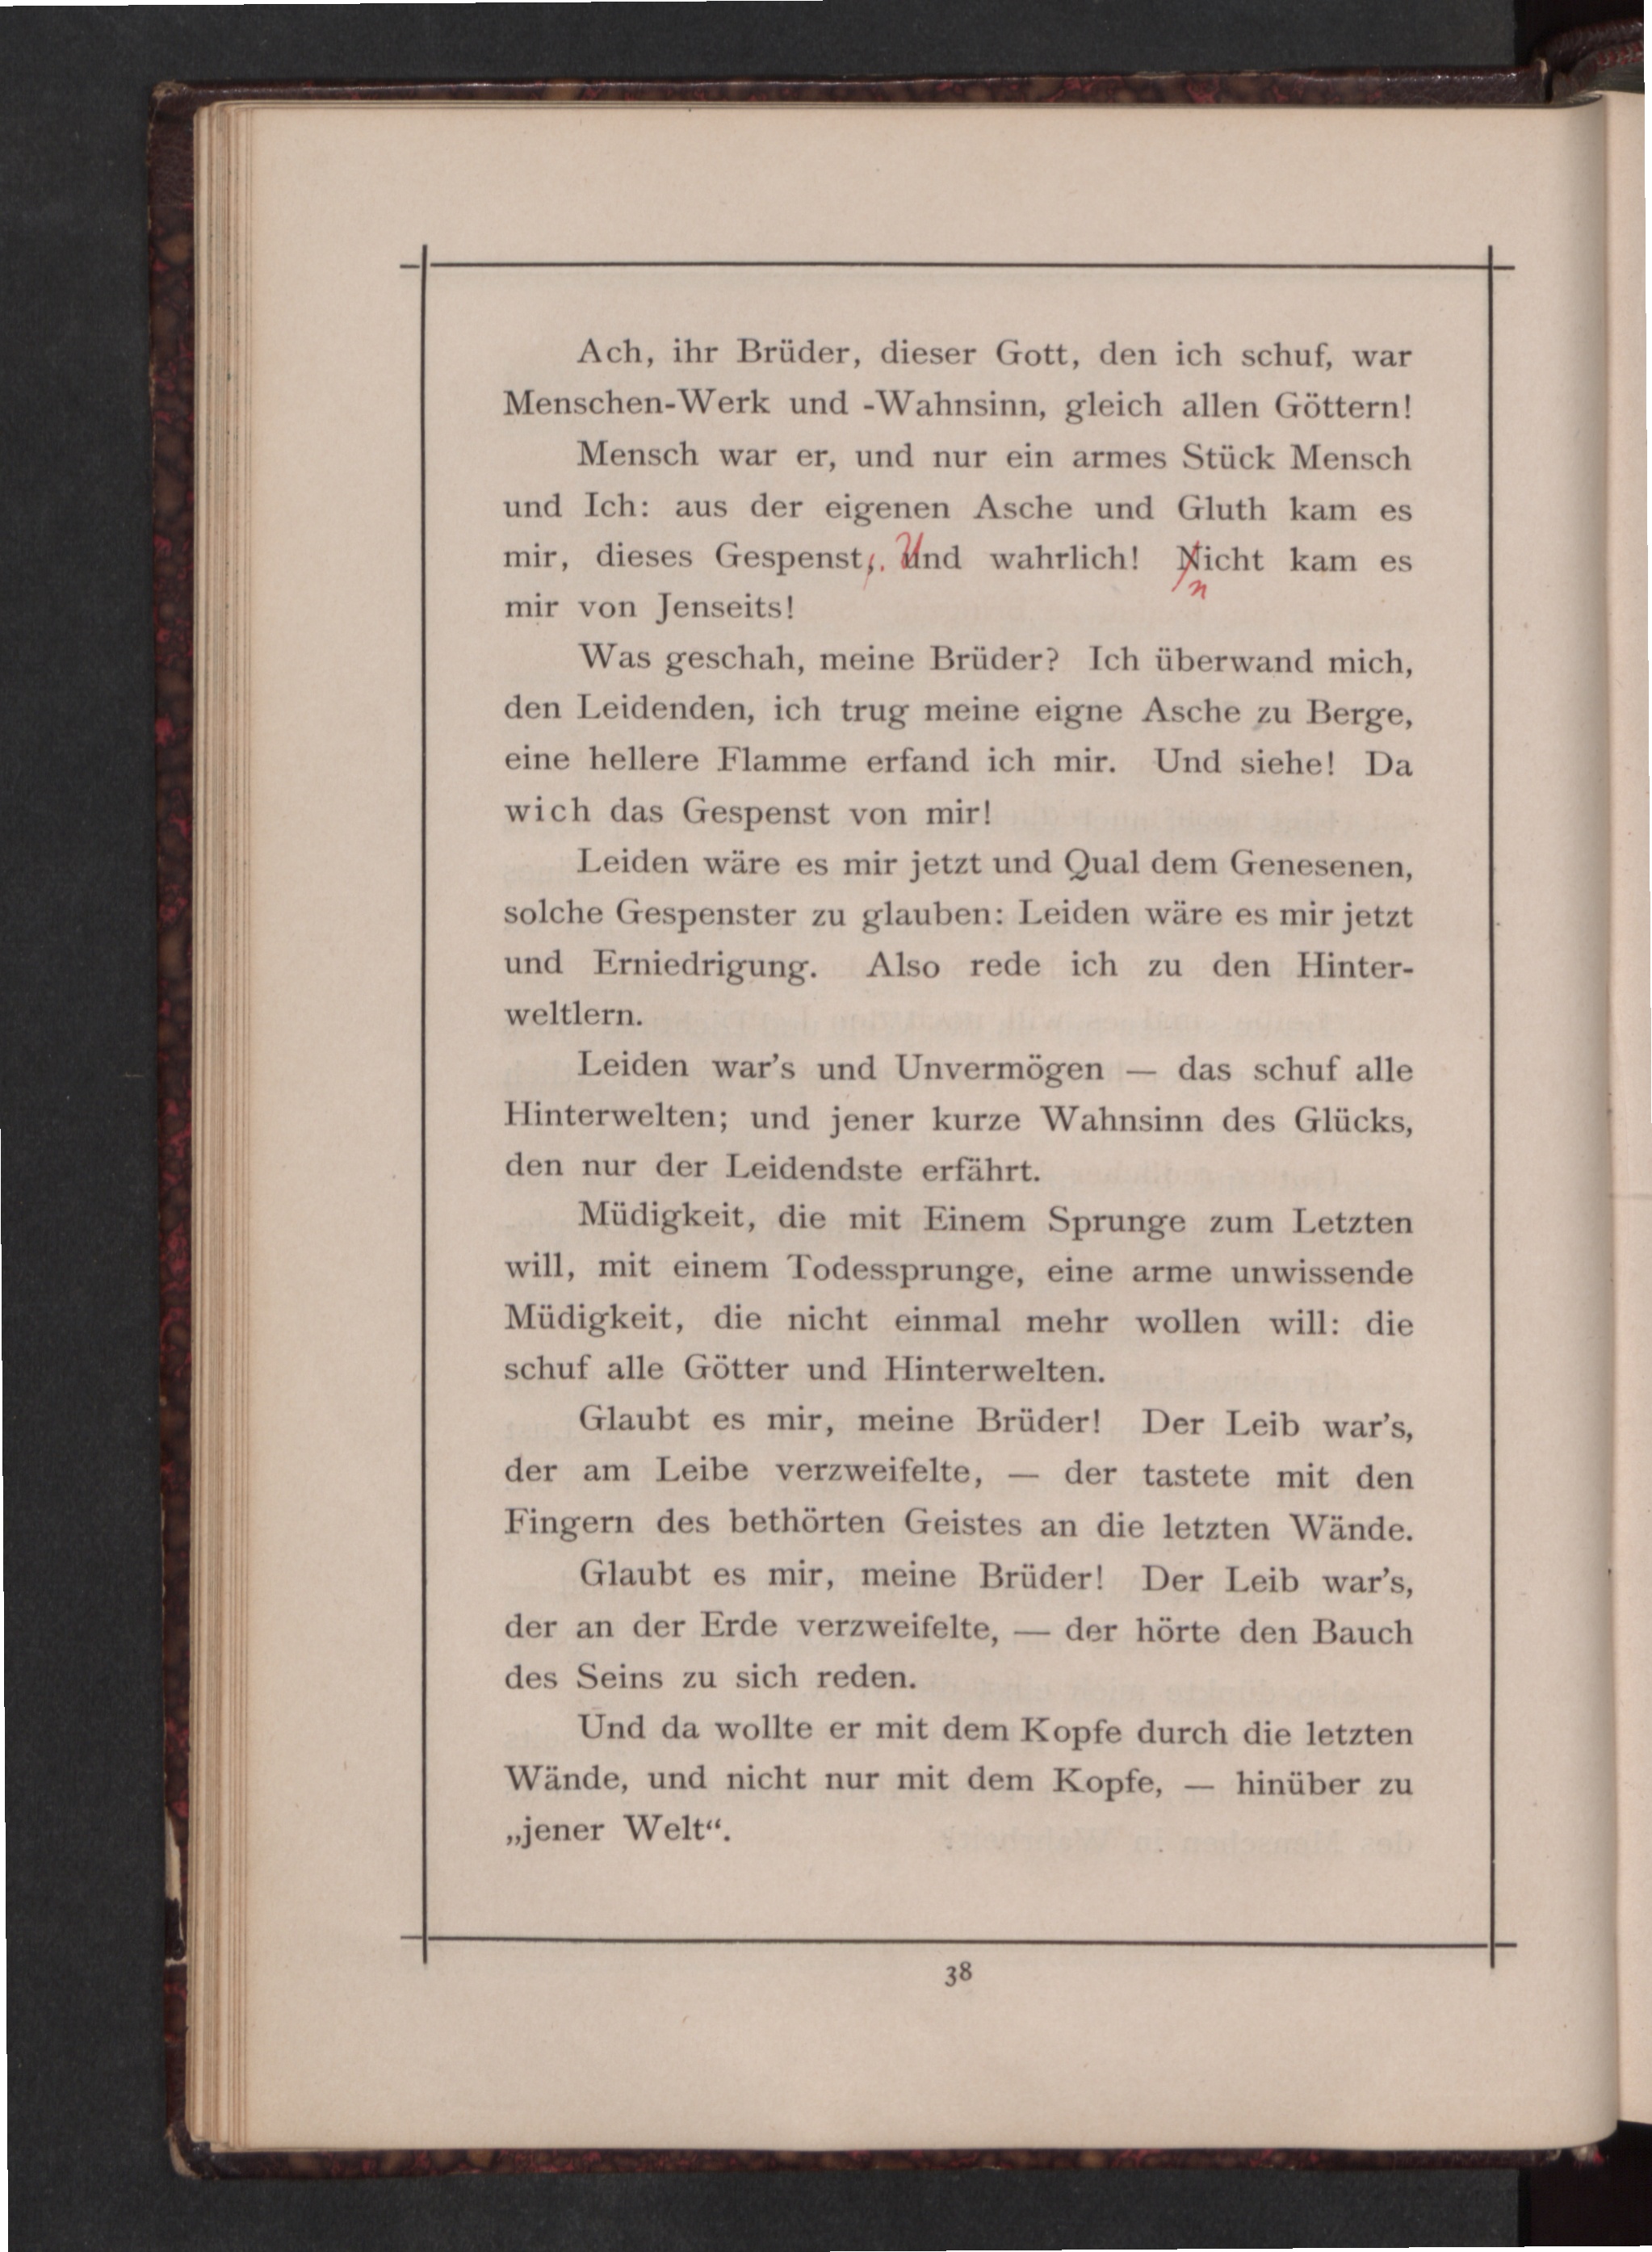 Ach, ihr Brüder, dieser Gott, den ich schuf, war
Menschen-Werk und -Wahnsinn, gleich allen Göttern!
Mensch war er, und nur ein armes Stück Mensch
und Ich: aus der eigenen Asche und Gluth kam es
mir, dieses Gespenst,. Und wahrlich! Nicht kam es
n
mir von Jenseits!
Was geschah, meine Brüder? Ich überwand mich,
den Leidenden, ich trug meine eigne Asche zu Berge,
eine hellere Flamme erfand ich mir. Und siehe! Da
wich das Gespenst von mir!
Leiden wäre es mir jetzt und Qual dem Genesenen,
solche Gespenster zu glauben: Leiden wäre es mir jetzt
und Erniedrigung. Also rede ich zu den Hinter-
weltlern.
Leiden war's und Unvermögen — das schuf alle
Hinterwelten; und jener kurze Wahnsinn des Glücks,
den nur der Leidendste erfährt.
Müdigkeit, die mit Einem Sprunge zum Letzten
will, mit einem Todessprunge, eine arme unwissende
Müdigkeit, die nicht einmal mehr wollen will: die
schuf alle Götter und Hinterwelten.
Glaubt es mir, meine Brüder! Der Leib war's,
der am Leibe verzweifelte, — der tastete mit den
Fingern des bethörten Geistes an die letzten Wände.
Glaubt es mir, meine Brüder! Der Leib war's,
der an der Erde verzweifelte, — der hörte den Bauch
des Seins zu sich reden.
Und da wollte er mit dem Kopfe durch die letzten
Wände, und nicht nur mit dem Kopfe, — hinüber zu
„jener Welt“.
38